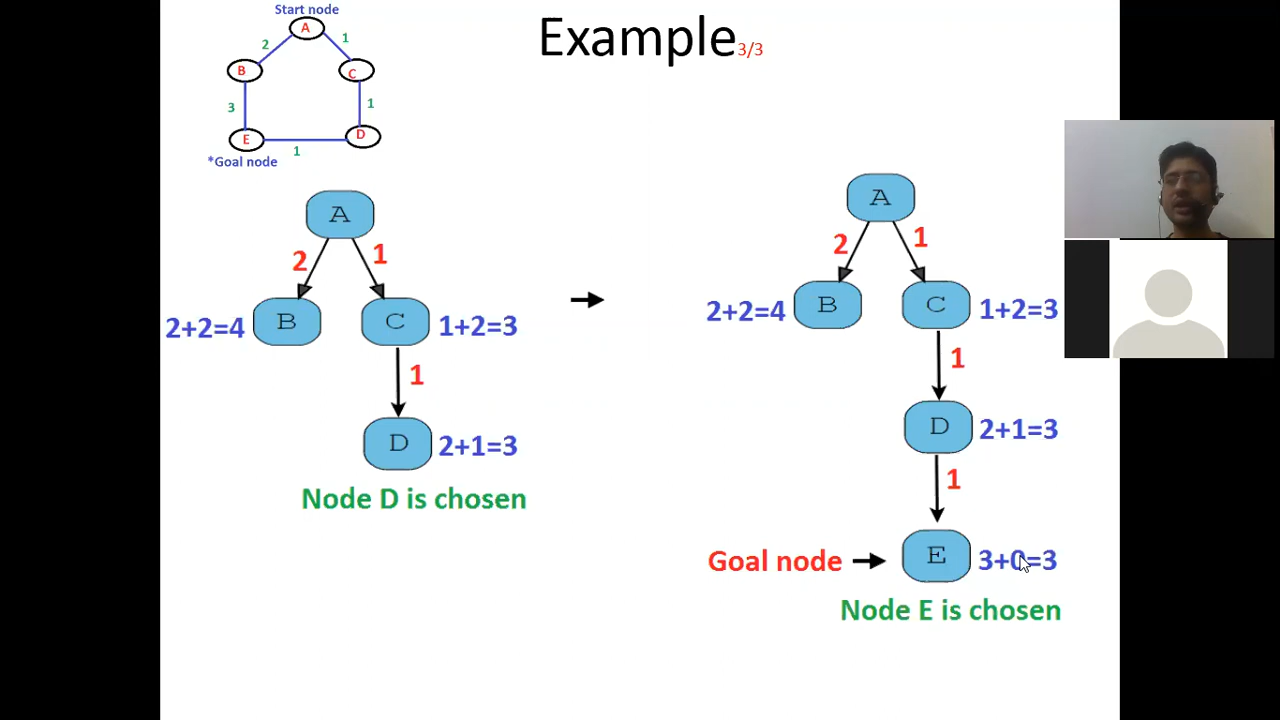 Start node
A
2
1
B
C
3
1
E
D
1
*Goal node
Example3/3
A
2
1
2+2=4
B
C
1+2=3
1
D
2+1=3
Node D is chosen
A
2
1
2+2=4
B
C
1+2=3
1
D
2+1=3
1
Goal node
E
3+0=3
Node E is chosen